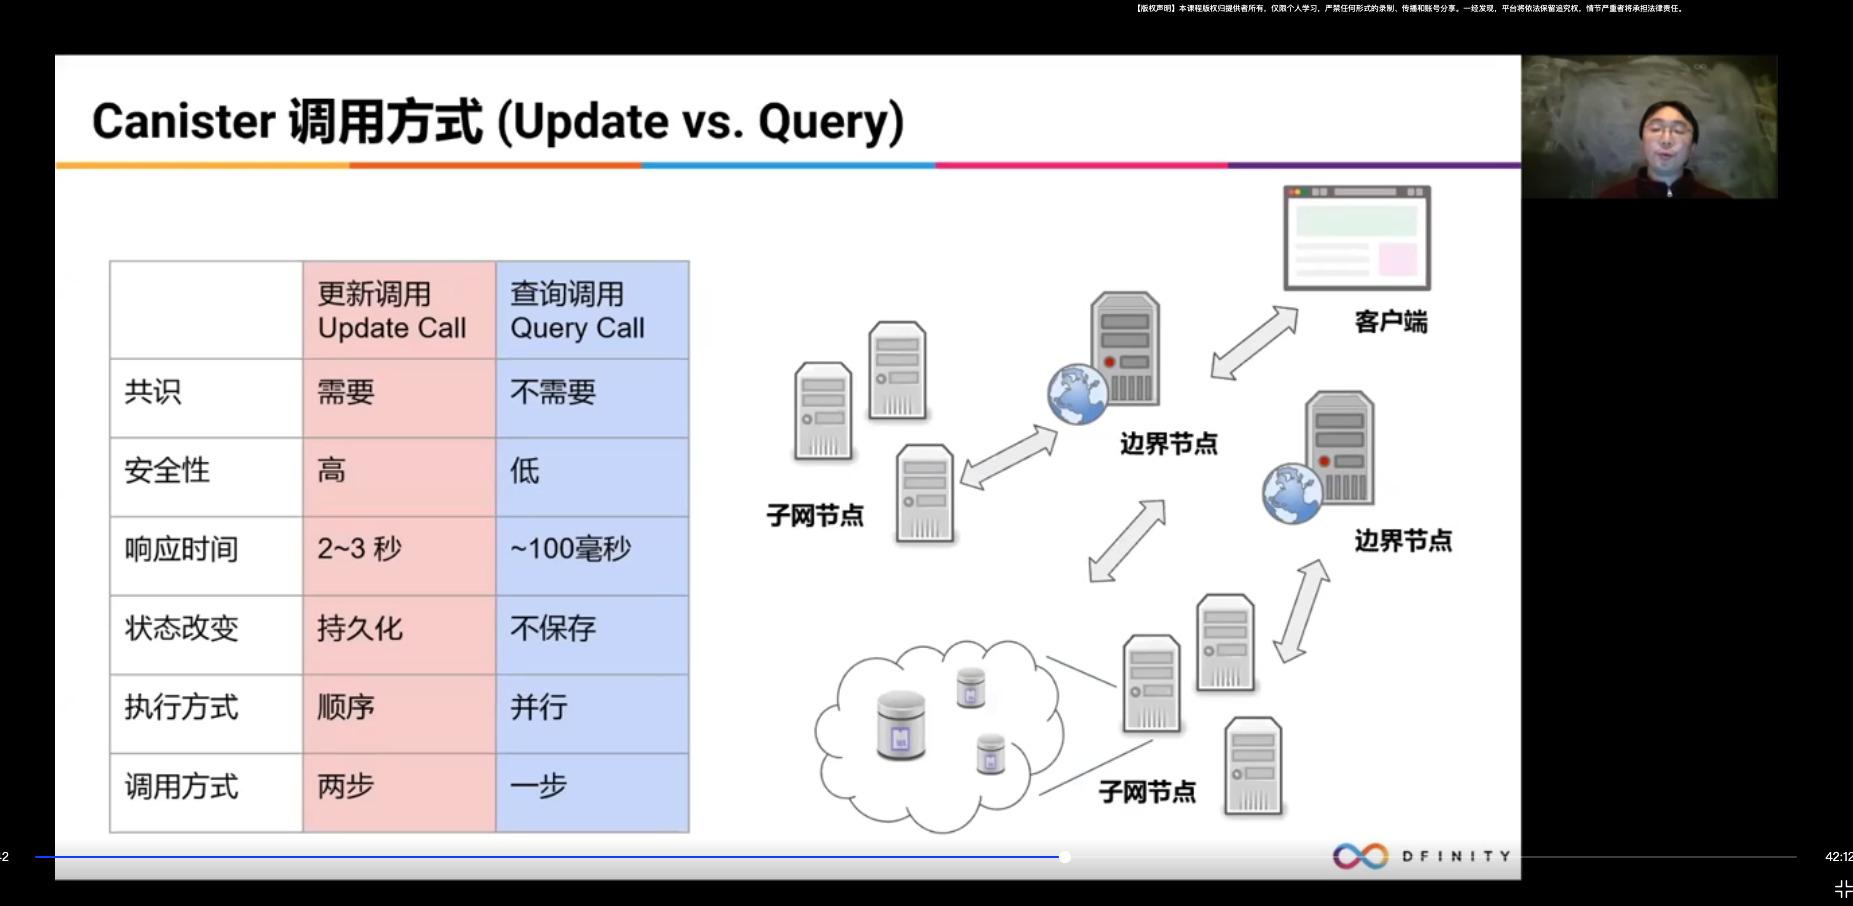 【版权声明】本课程版权归提供者所有，仅限个人学习，严禁任何形式的录制、传播和账号分享。一经发现，平台将依法保留追究权，情节严重者将承担法律责任。
Canister 调用方式 (Update vs. Query)
更新调用
Update Call
查询调用
Query Call
共识
需要
不需要
安全性
高
低
响应时间
2~3 秒
~100毫秒
状态改变
持久化
不保存
执行方式
顺序
并行
调用方式
两步
一步
客户端
边界节点
子网节点
边界节点
子网节点
DFINITY
42:12